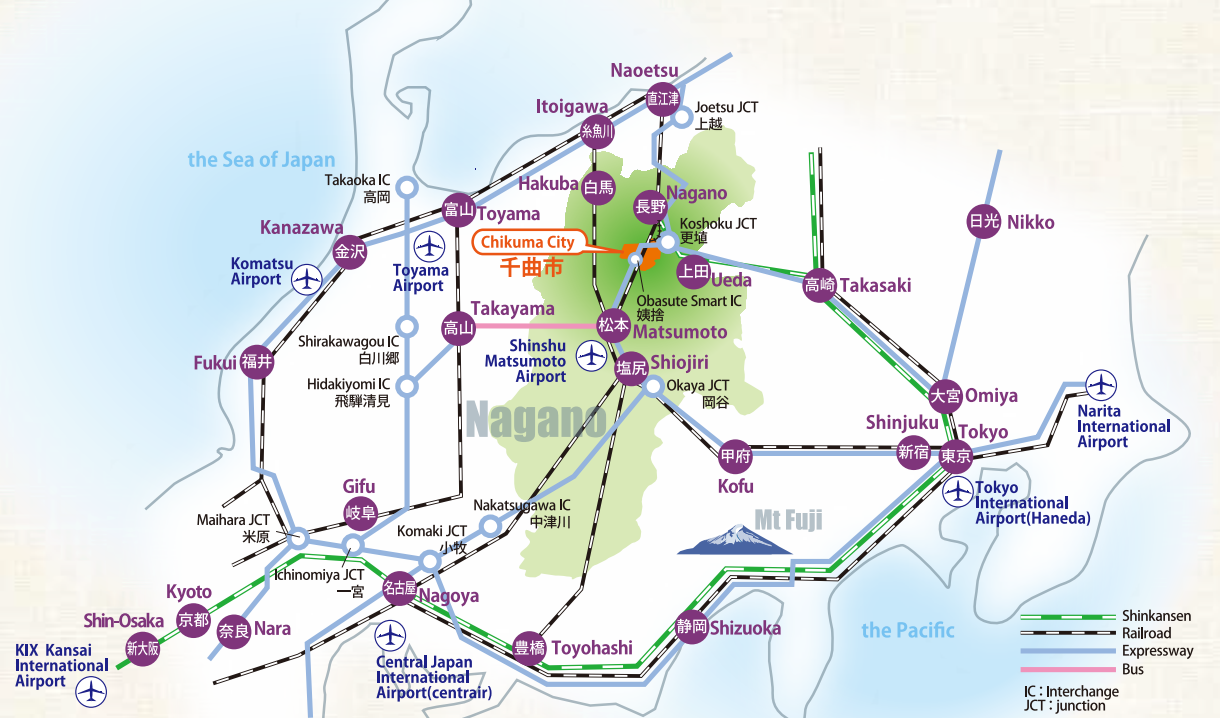 Naoetsu
直江津
Joetsu JCT
上越
Itoigawa
糸魚川
the Sea of Japan
Takaoka IC
高岡
Hakuba
白馬
Nagano
長野
富山
Toyama
Koshoku JCT
更埴
Nikko
日光
Kanazawa
金沢
Chikuma City
千曲市
Komatsu
Airport
Toyama
Airport
上田
Ueda
高崎
Takasaki
Obasute Smart IC
姨捨
Takayama
高山
松本
Matsumoto
Shirakawagou IC
白川郷
Shinshu
Matsumoto
Airport
塩尻
Shiojiri
Fukui
福井
Hidakiyomi IC
飛騨清見
Okaya JCT
岡谷
大宮
Omiya
Nagano
Narita
International
Airport
Shinjuku
新宿
Tokyo
東京
甲府
Kofu
Gifu
岐阜
Tokyo
International
Airport(Haneda)
Nakatsugawa IC
中津川
Mt Fuji
Maihara JCT
米原
Komaki JCT
小牧
Ichinomiya JCT
一宮
Kyoto
京都
名古屋
Nagoya
Shin-Osaka
新大阪
奈良
Nara
静岡
Shizuoka
the Pacific
豊橋
Toyohashi
KIX Kansai
International
Airport
Central Japan
International
Airport(centrair)
Shinkansen
Railroad
Expressway
Bus
IC : Interchange
JCT : junction